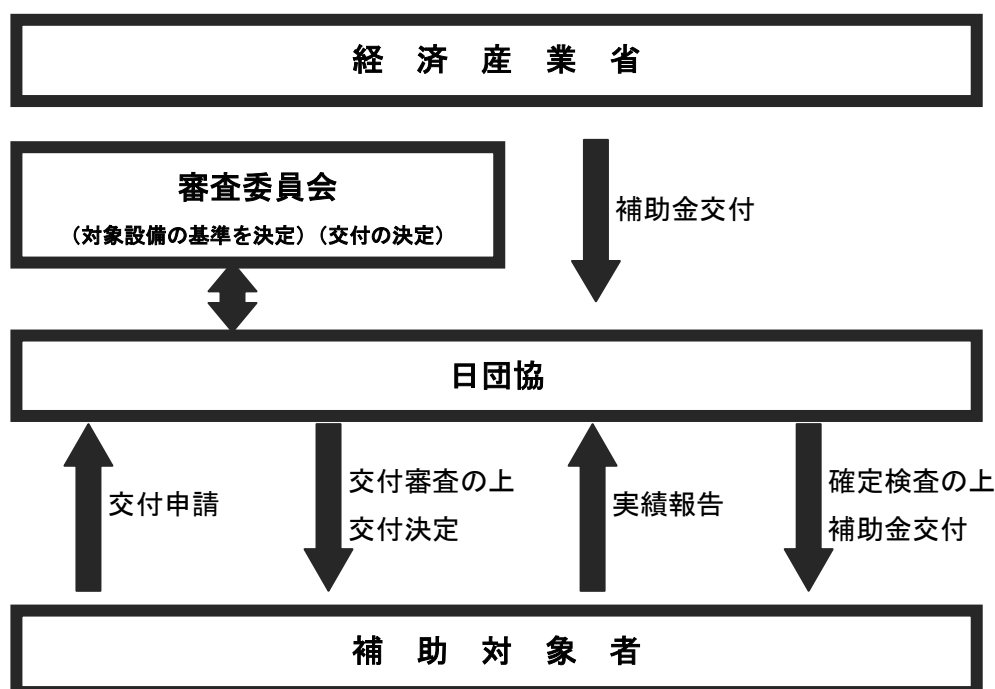 経 済 産 業 省
審査委員会
(対象設備の基準を決定)(交付の決定)
補助金交付
日団協
交付申請
交付審査の上
交付決定
実績報告
確定検査の上
補助金交付
補 助 対 象 者